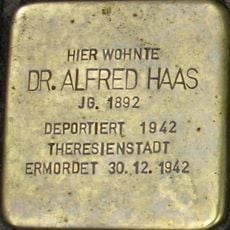 HIER WOHNTE
DR. ALFRED HAAS
JG. 1892
DEPORTIERT 1942
THERESIENSTADT
ERMORDET 30.12.1942